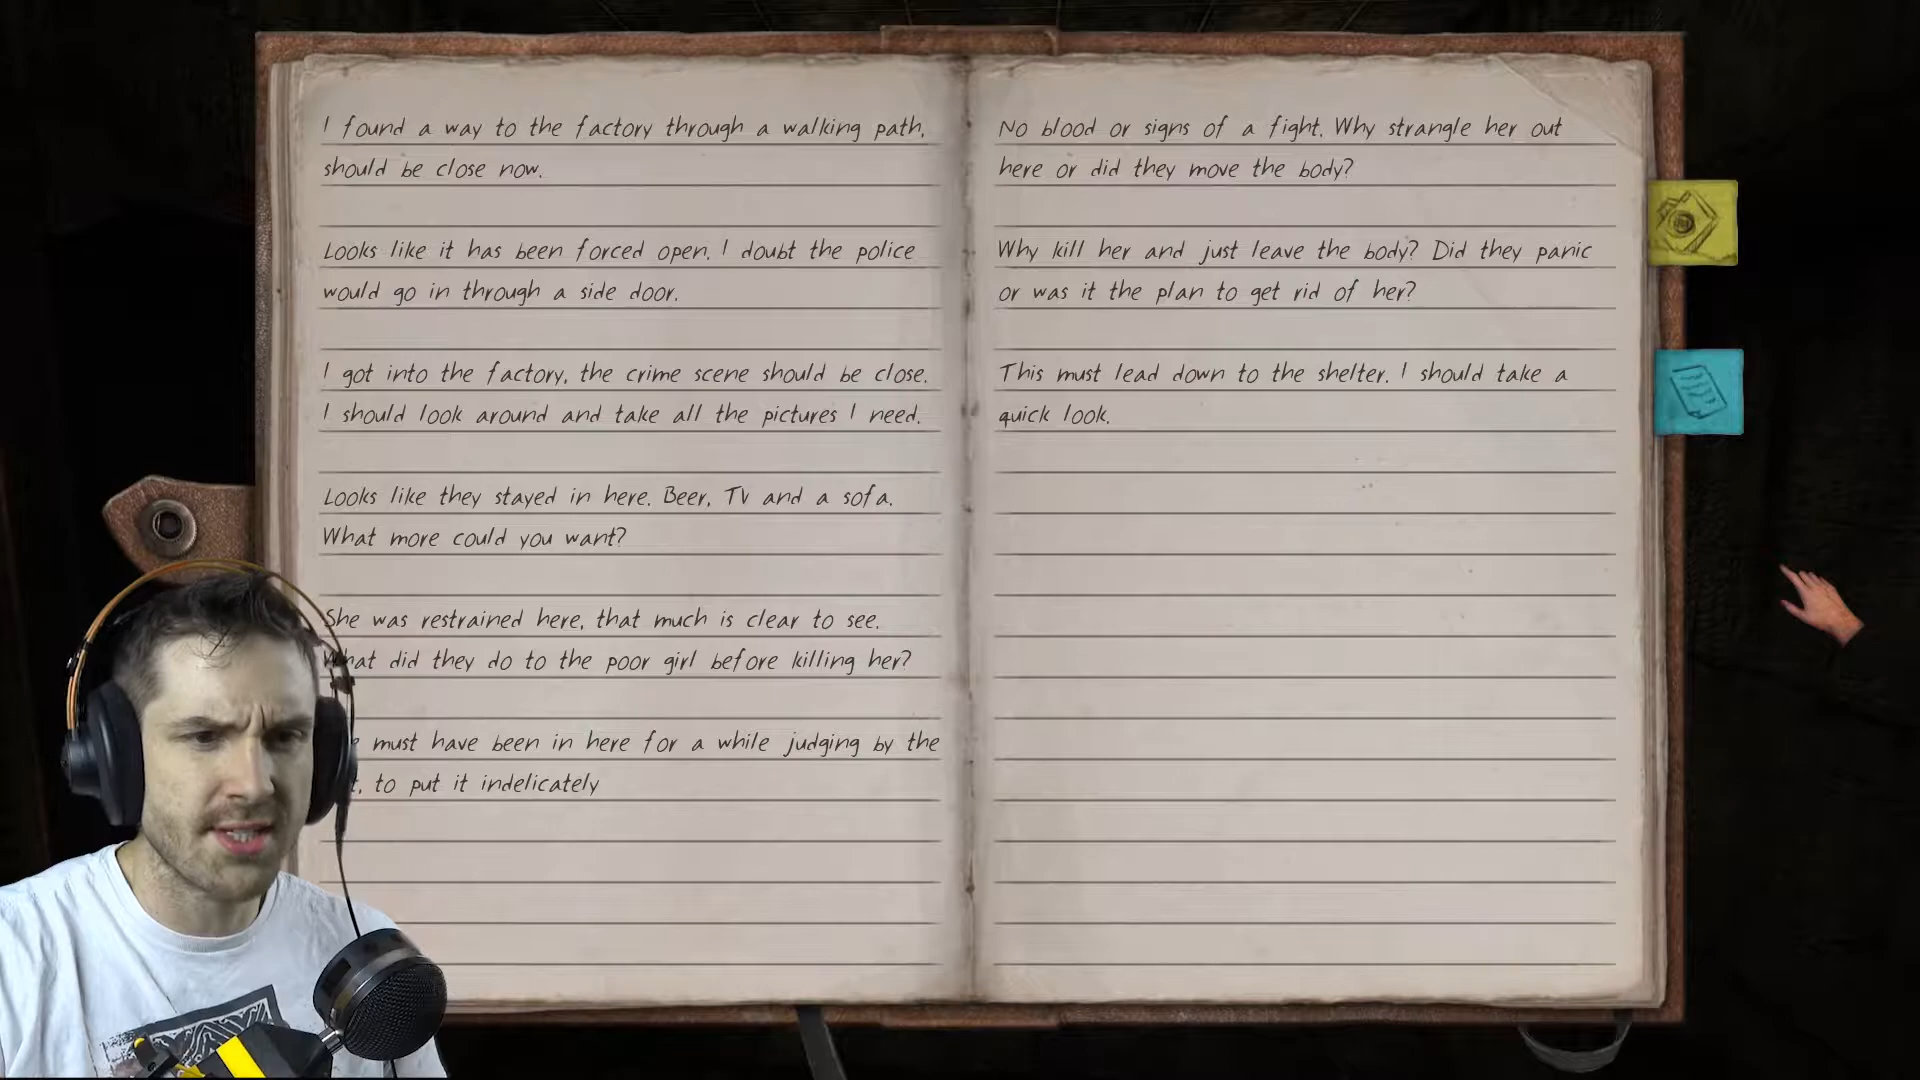 I found a way to the factory through a walking path,
should be close now.
Looks like it has been forced open. I doubt the police
would go in through a side door.
I got into the factory, the crime scene should be close.
I should look around and take all the pictures I need.
Looks like they stayed in here. Beer, TV and a sofa.
What more could you want?
She was restrained here, that much is clear to see.
What did they do to the poor girl before killing her?
must have been in here for a while judging by the
to put it indelicately
No blood or signs of a fight. Why strangle her out
here or did they move the body?
Why kill her and just leave the body? Did they panic
or was it the plan to get rid of her?
This must lead down to the shelter. I should take a
quick look.